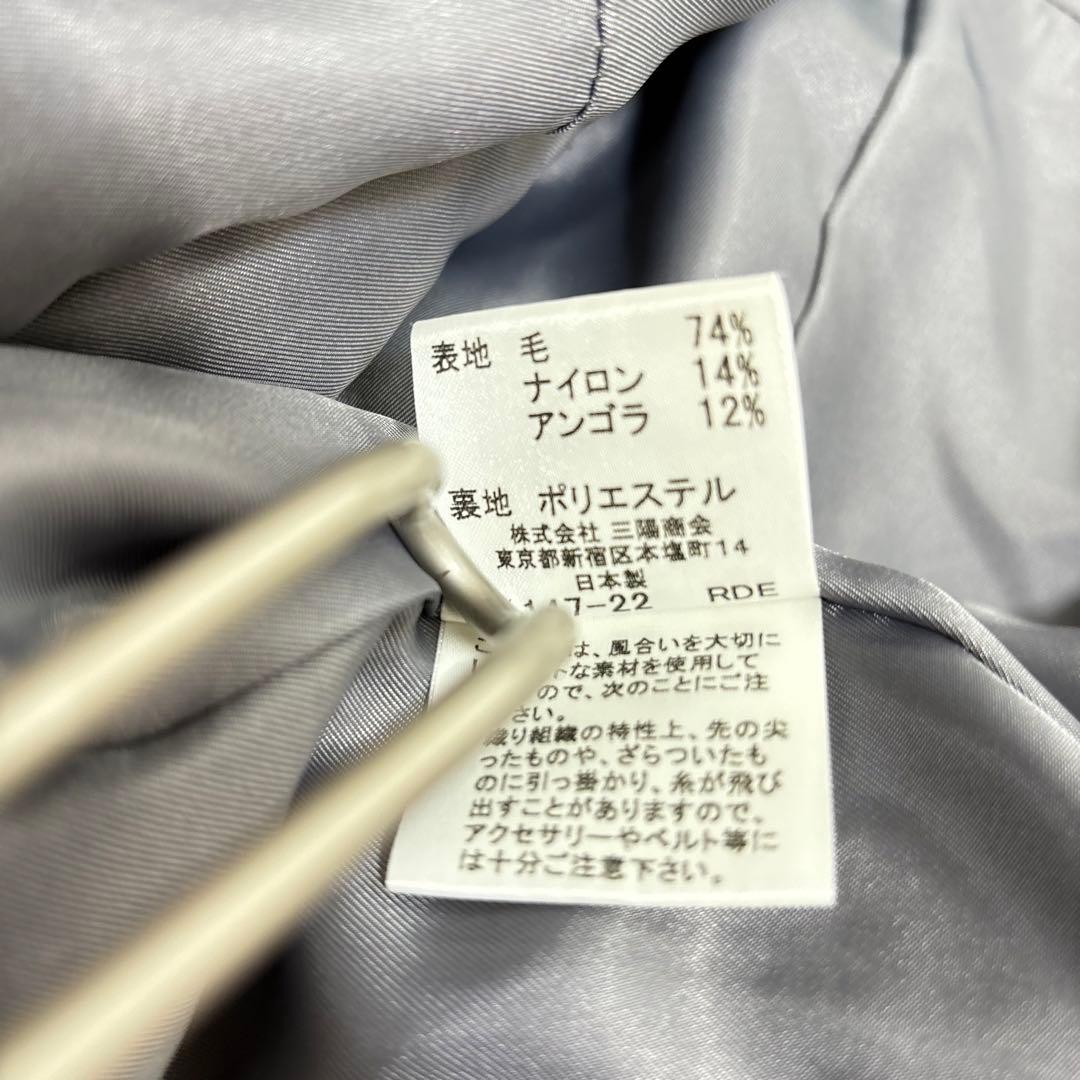 表地 毛 74%
ナイロン 14%
アンゴラ 12%
裏地 ポリエステル
株式会社 三陽商会
東京都新宿区本塩町14
日本製
7-22 RDE
は、風合いを大切に
な素材を使用して
ので、次のことにご注
さい。
織り組織の特性上、先の尖
ったものや、ざらついたも
のに引っ掛かり、糸が飛び
出すことがありますので、
アクセサリーやベルト等に
は十分ご注意下さい。